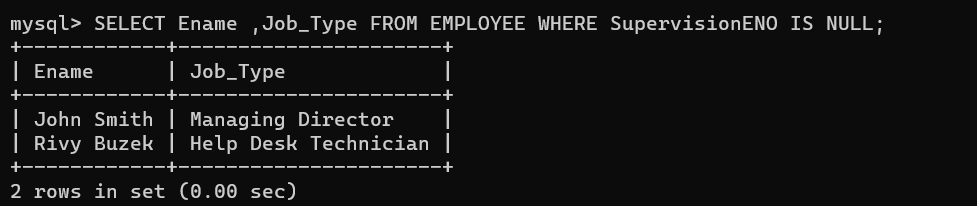 mysql> SELECT Ename ,Job_Type FROM EMPLOYEE WHERE SupervisionENO IS NULL;
+------------+----------------------+
| Ename      | Job_Type             |
+------------+----------------------+
| John Smith | Managing Director    |
| Rivy Buzek | Help Desk Technician |
+------------+----------------------+
2 rows in set (0.00 sec)